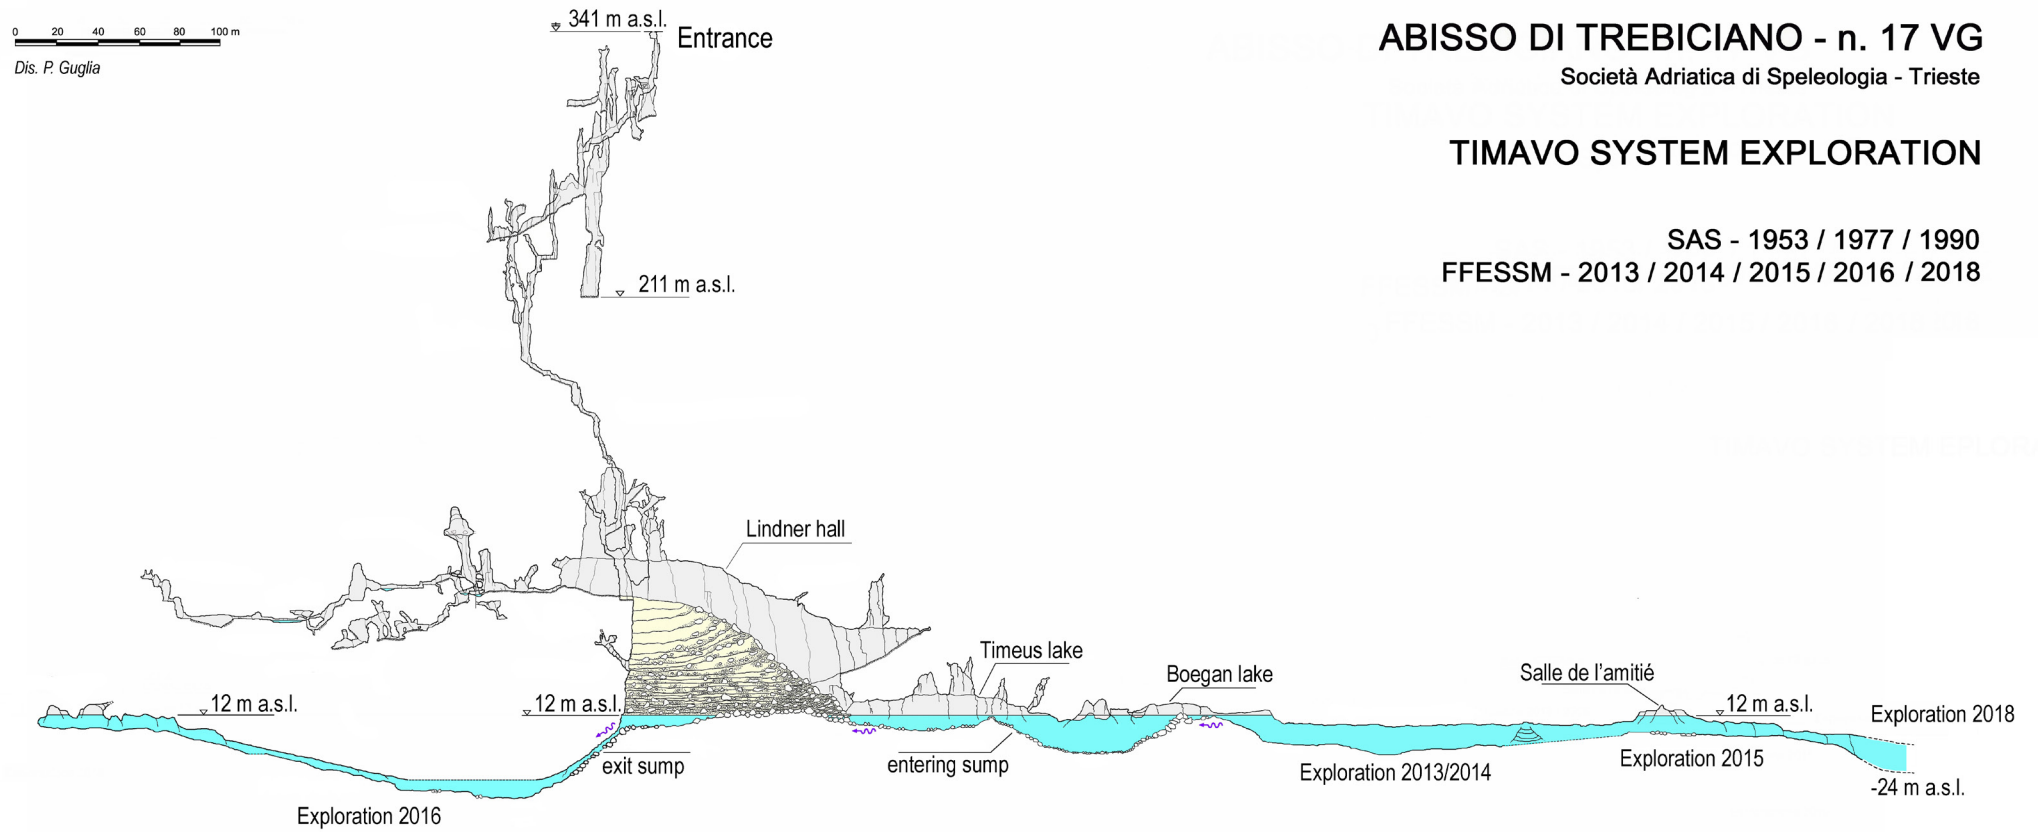 0 20 40 60 80 100 m
Dis. P. Guglia
341 m a.s.l.
Entrance
ABISSO DI TREBICIANO - n. 17 VG
Società Adriatica di Speleologia - Trieste
TIMAVO SYSTEM EXPLORATION
SAS - 1953 / 1977 / 1990
FFESSM - 2013 / 2014 / 2015 / 2016 / 2018
211 m a.s.l.
Lindner hall
Timeus lake
Boegan lake
Salle de l'amitié
12 m a.s.l.
12 m a.s.l.
12 m a.s.l.
Exploration 2018
exit sump
entering sump
Exploration 2013/2014
Exploration 2015
-24 m a.s.l.
Exploration 2016